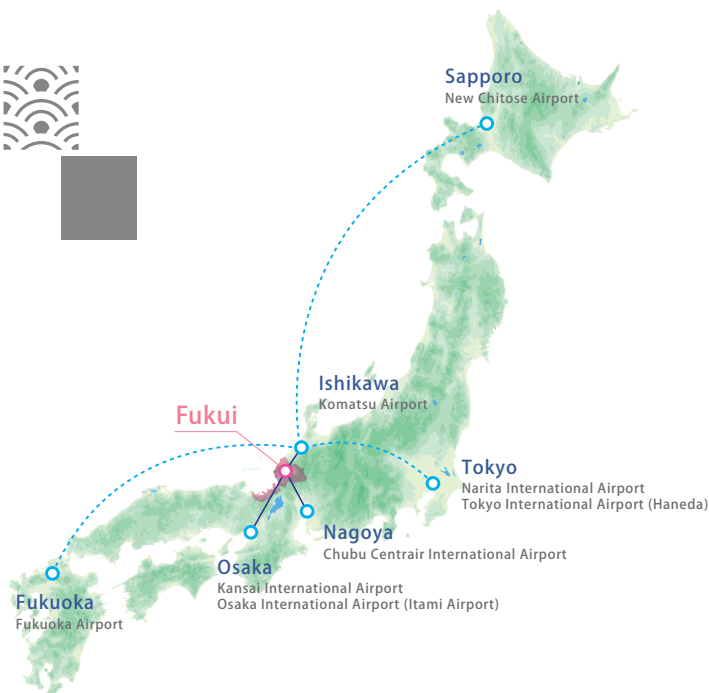 Sapporo
New Chitose Airport
Ishikawa
Komatsu Airport
Fukui
Tokyo
Narita International Airport
Tokyo International Airport (Haneda)
Nagoya
Chubu Centrair International Airport
Osaka
Kansai International Airport
Osaka International Airport (Itami Airport)
Fukuoka
Fukuoka Airport